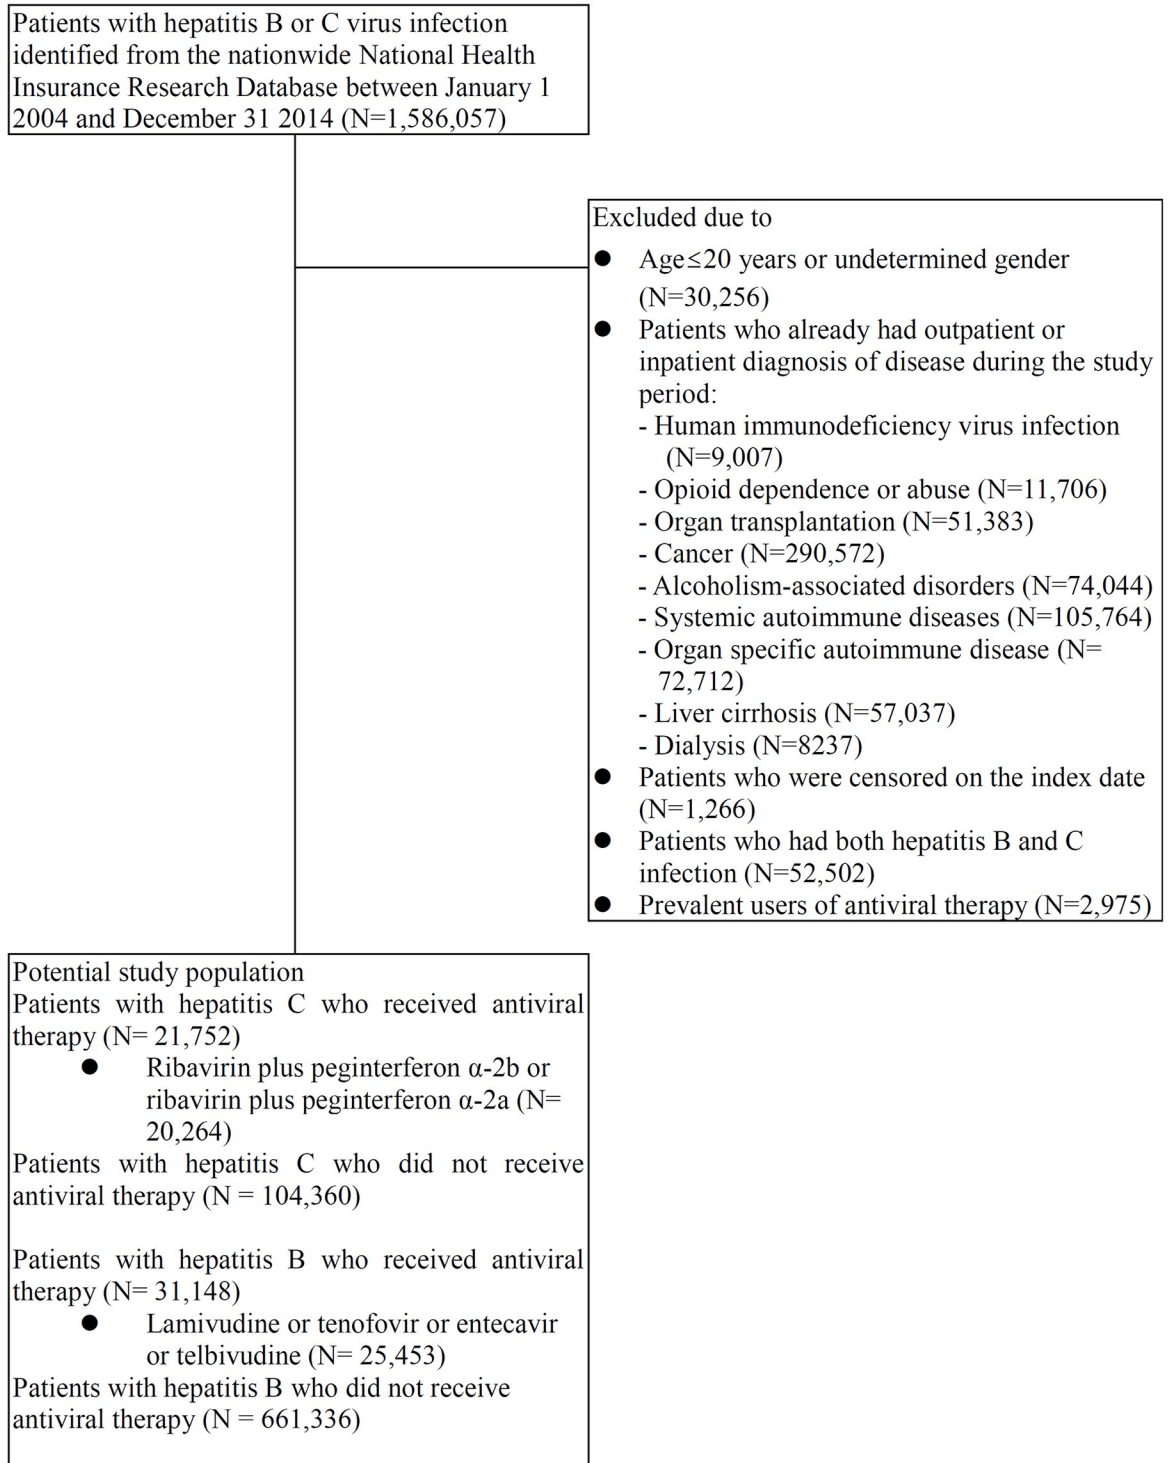 Patients with hepatitis B or C virus infection
identified from the nationwide National Health
Insurance Research Database between January 1
2004 and December 31 2014 (N=1,586,057)
Excluded due to
● Age≤20 years or undetermined gender
(N=30,256)
● Patients who already had outpatient or
inpatient diagnosis of disease during the study
period:
- Human immunodeficiency virus infection
(N=9,007)
- Opioid dependence or abuse (N=11,706)
- Organ transplantation (N=51,383)
- Cancer (N=290,572)
- Alcoholism-associated disorders (N=74,044)
- Systemic autoimmune diseases (N=105,764)
- Organ specific autoimmune disease (N=
72,712)
- Liver cirrhosis (N=57,037)
- Dialysis (N=8237)
● Patients who were censored on the index date
(N=1,266)
● Patients who had both hepatitis B and C
infection (N=52,502)
● Prevalent users of antiviral therapy (N=2,975)
Potential study population
Patients with hepatitis C who received antiviral
therapy (N= 21,752)
● Ribavirin plus peginterferon α-2b or
ribavirin plus peginterferon α-2a (N=
20,264)
Patients with hepatitis C who did not receive
antiviral therapy (N = 104,360)
Patients with hepatitis B who received antiviral
therapy (N= 31,148)
● Lamivudine or tenofovir or entecavir
or telbivudine (N= 25,453)
Patients with hepatitis B who did not receive
antiviral therapy (N = 661,336)